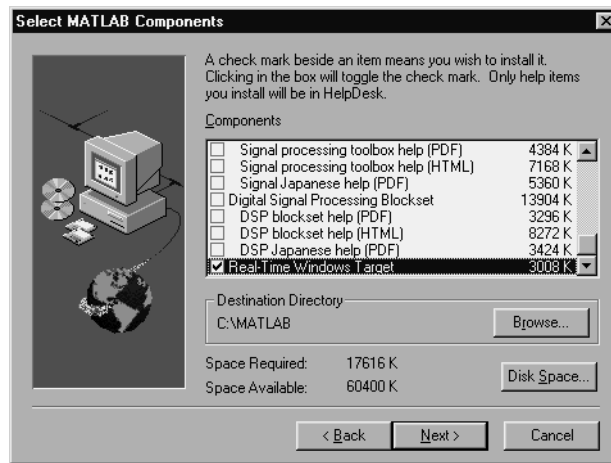 Select MATLAB Components
A check mark beside an item means you wish to install it.
Clicking in the box will toggle the check mark. Only help items
you install will be in HelpDesk.
Components
Signal processing toolbox help (PDF) 4384 K
Signal processing toolbox help (HTML) 7168 K
Signal Japanese help (PDF) 5360 K
Digital Signal Processing Blockset 13904 K
DSP blockset help (PDF) 3296 K
DSP blockset help (HTML) 8272 K
DSP Japanese help (PDF) 3424 K
Real-Time Windows Target 3008 K
Destination Directory
C:\MATLAB
Browse...
Space Required: 17616 K
Space Available: 60400 K
Disk Space...
< Back
Next >
Cancel